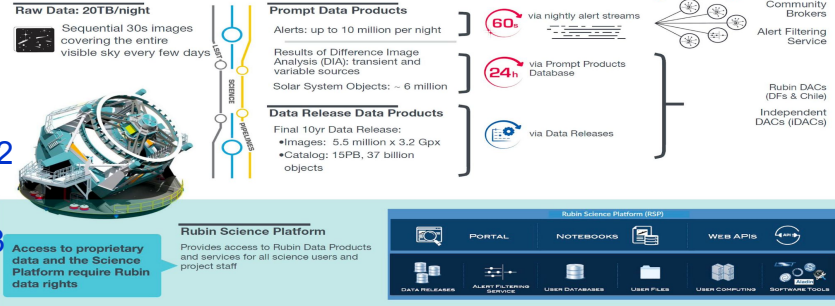 Raw Data: 20TB/night
Sequential 30s images
covering the entire
visible sky every few days
LSST
SCIENCE
PIPELINES
Prompt Data Products
Alerts: up to 10 million per night
Results of Difference Image
Analysis (DIA): transient and
variable sources
Solar System Objects: ~ 6 million
Data Release Data Products
Final 10yr Data Release:
•Images: 5.5 million x 3.2 Gpx
•Catalog: 15PB, 37 billion
objects
60s
via nightly alert streams
24h
via Prompt Products
Database
via Data Releases
Community
Brokers
Alert Filtering
Service
Rubin DACs
(DFs & Chile)
Independent
DACs (iDACs)
2
3
Access to proprietary
data and the Science
Platform require Rubin
data rights
Rubin Science Platform
Provides access to Rubin Data Products
and services for all science users and
project staff
Rubin Science Platform (RSP)
PORTAL
NOTEBOOKS
WEB APIS
API
DATA RELEASES
ALERT FILTERING
SERVICE
USER DATABASES
USER FILES
USER COMPUTING
Aladin
SOFTWARE TOOLS